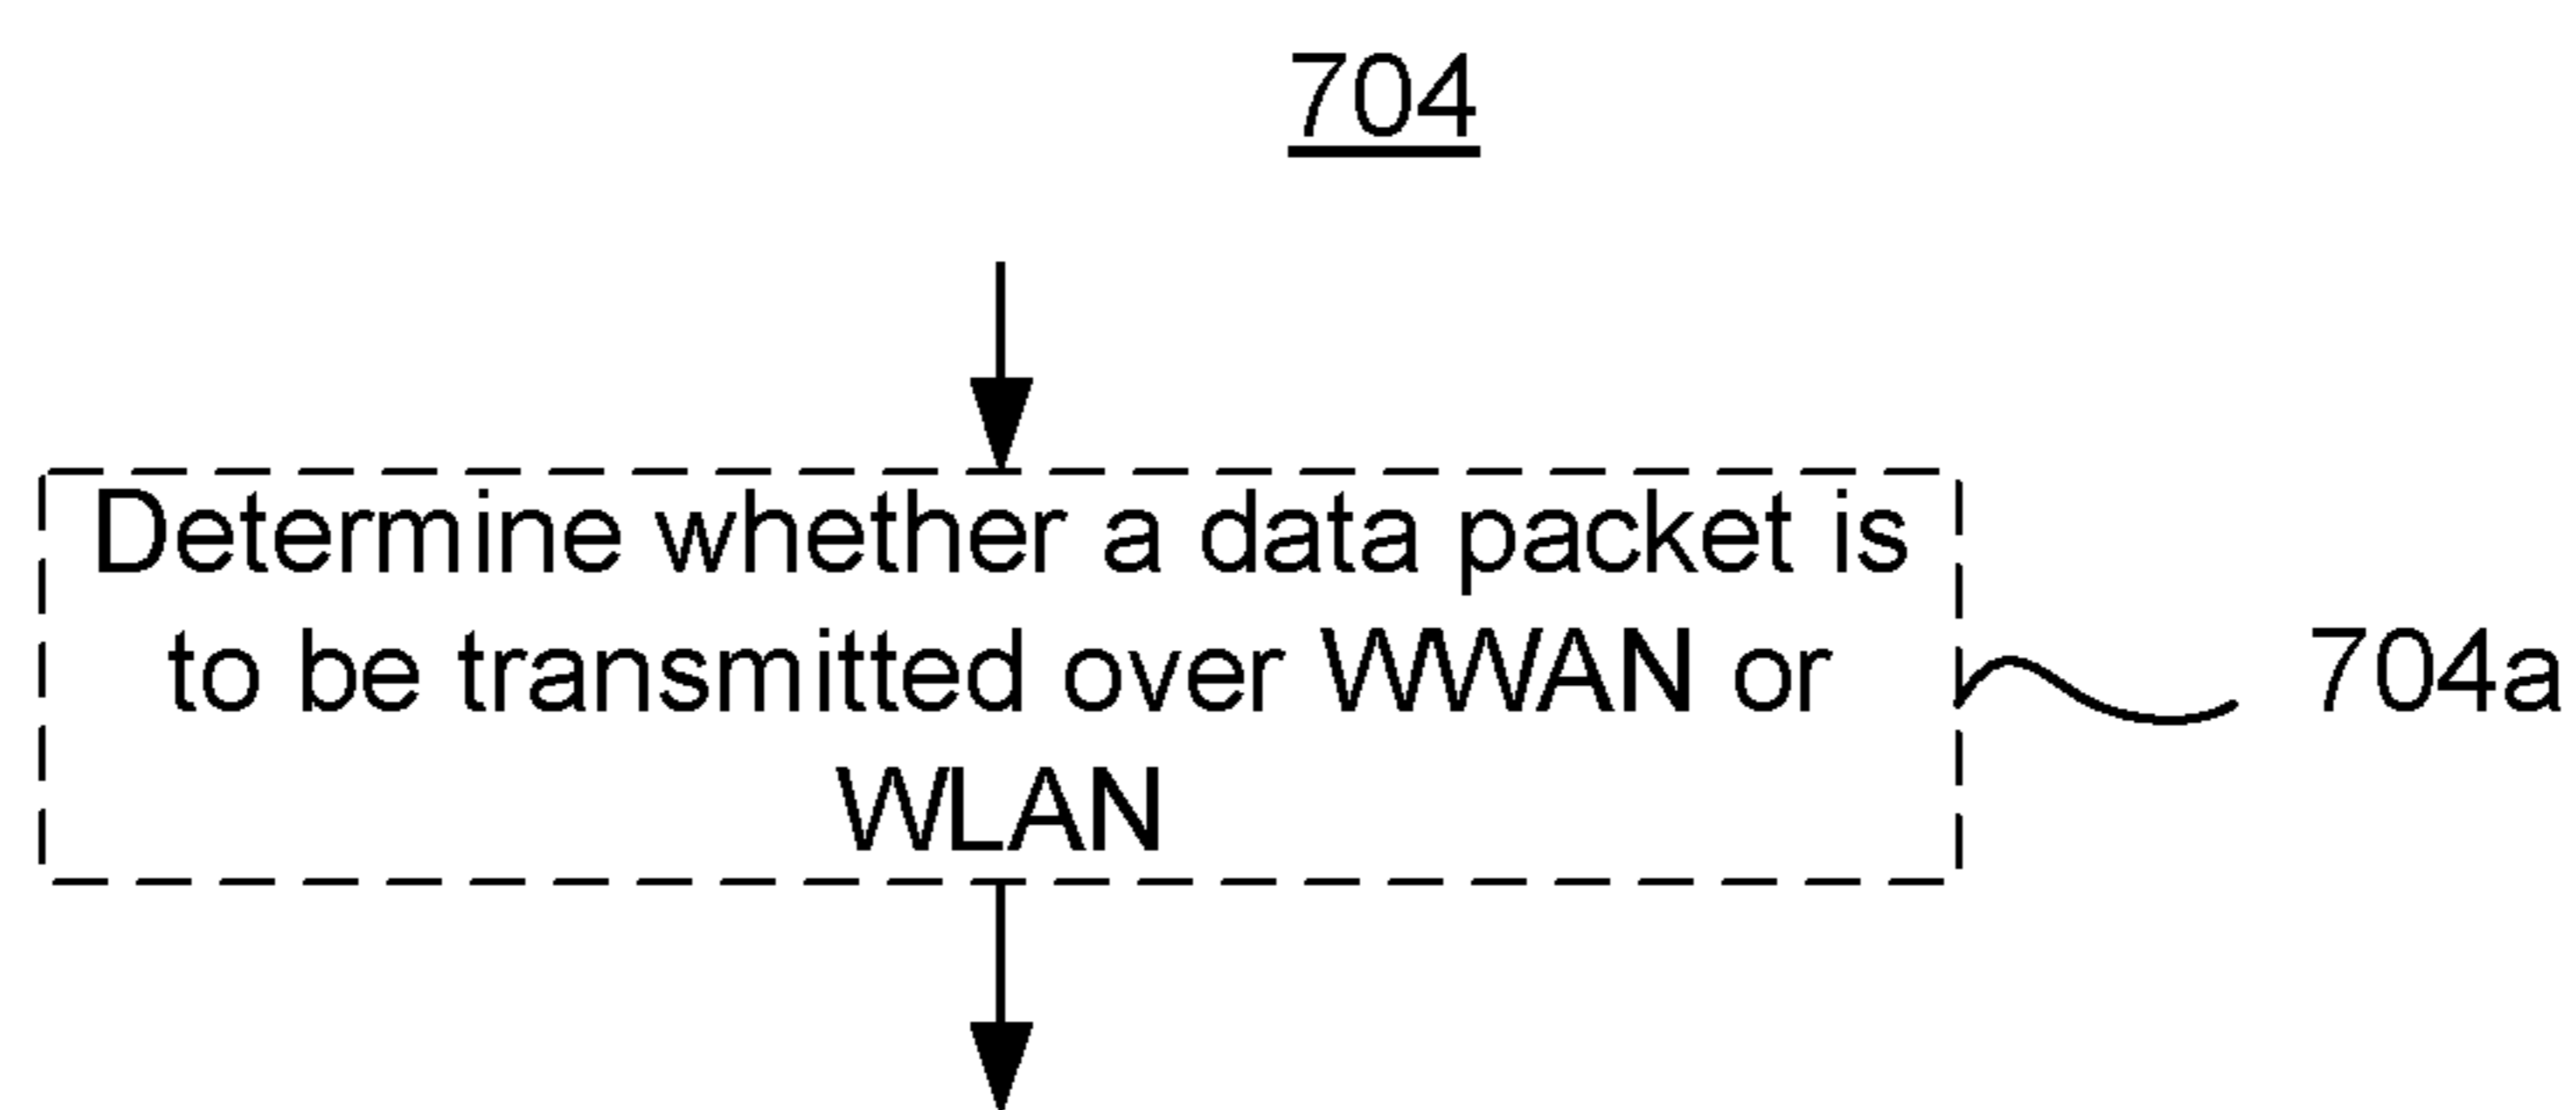 704
Determine whether a data packet is
to be transmitted over WWAN or
WLAN
704a